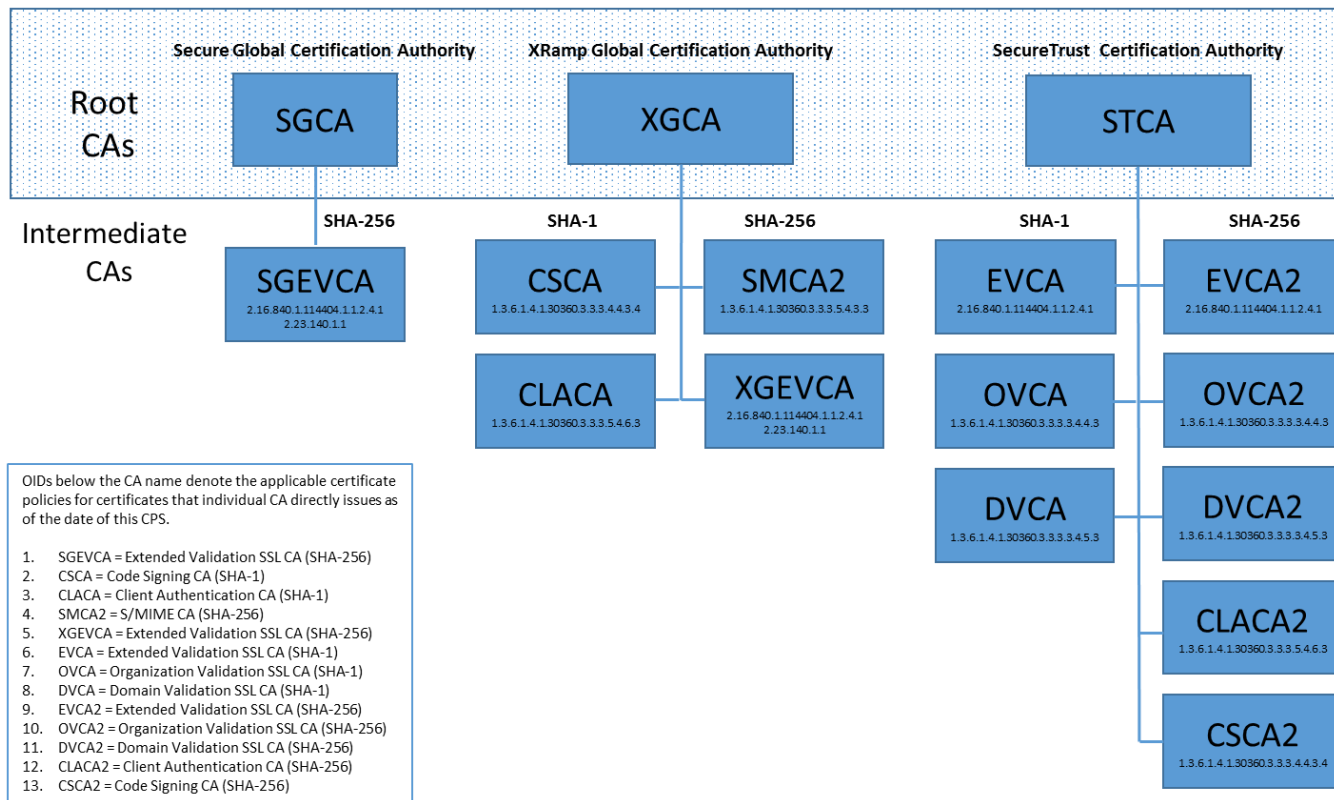 Secure Global Certification Authority
XRamp Global Certification Authority
SecureTrust Certification Authority
Root
CAs
SGCA
XGCA
STCA
Intermediate
CAs
SHA-256
SHA-1
SHA-256
SHA-1
SHA-256
SGEVCA
2.16.840.1.114404.1.1.2.4.1
2.23.140.1.1
CSCA
1.3.6.1.4.1.30360.3.3.3.4.4.3.4
SMCA2
1.3.6.1.4.1.30360.3.3.3.5.4.3.3
EVCA
2.16.840.1.114404.1.1.2.4.1
EVCA2
2.16.840.1.114404.1.1.2.4.1
CLACA
1.3.6.1.4.1.30360.3.3.3.5.4.6.3
XGEVCA
2.16.840.1.114404.1.1.2.4.1
2.23.140.1.1
OVCA
1.3.6.1.4.1.30360.3.3.3.3.4.4.3
OVCA2
1.3.6.1.4.1.30360.3.3.3.3.4.4.3
DVCA
1.3.6.1.4.1.30360.3.3.3.3.4.5.3
DVCA2
1.3.6.1.4.1.30360.3.3.3.3.4.5.3
CLACA2
1.3.6.1.4.1.30360.3.3.3.5.4.6.3
CSCA2
1.3.6.1.4.1.30360.3.3.3.4.4.3.4
OIDs below the CA name denote the applicable certificate
policies for certificates that individual CA directly issues as
of the date of this CPS.
1. SGEVCA = Extended Validation SSL CA (SHA-256)
2. CSCA = Code Signing CA (SHA-1)
3. CLACA = Client Authentication CA (SHA-1)
4. SMCA2 = S/MIME CA (SHA-256)
5. XGEVCA = Extended Validation SSL CA (SHA-256)
6. EVCA = Extended Validation SSL CA (SHA-1)
7. OVCA = Organization Validation SSL CA (SHA-1)
8. DVCA = Domain Validation SSL CA (SHA-1)
9. EVCA2 = Extended Validation SSL CA (SHA-256)
10. OVCA2 = Organization Validation SSL CA (SHA-256)
11. DVCA2 = Domain Validation SSL CA (SHA-256)
12. CLACA2 = Client Authentication CA (SHA-256)
13. CSCA2 = Code Signing CA (SHA-256)